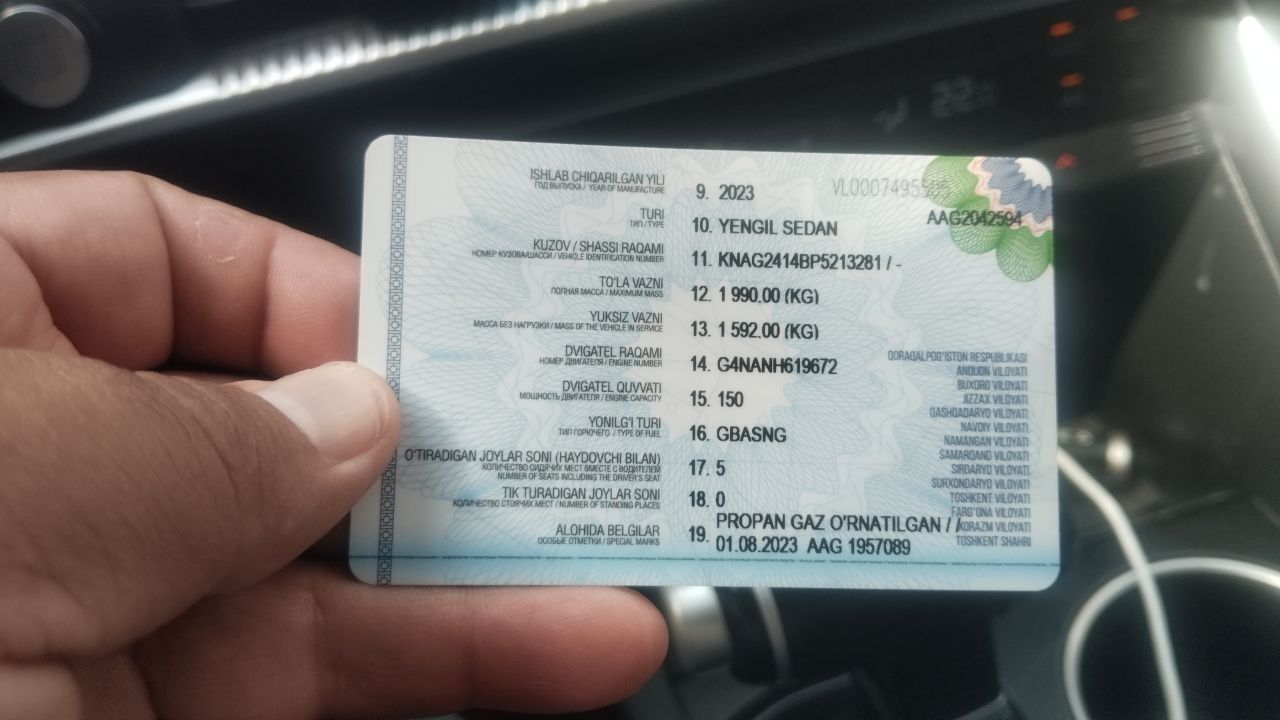 ISHLAB CHIQARILGAN YILI
ГОД ВЫПУСКА / YEAR OF MANUFACTURE
9. 2023
VL0007495
AAG2042594
TURI
ТИП / TYPE
10. YENGIL SEDAN
KUZOV / SHASSI RAQAMI
НОМЕР КУЗОВА/ШАССИ / VEHICLE IDENTIFICATION NUMBER
11. KNAG2414BP5213281 / -
TO'LA VAZNI
ПОЛНАЯ МАССА / MAXIMUM MASS
12. 1 990.00 (KG)
YUKSIZ VAZNI
МАССА БЕЗ НАГРУЗКИ / MASS OF THE VEHICLE IN SERVICE
13. 1 592.00 (KG)
DVIGATEL RAQAMI
НОМЕР ДВИГАТЕЛЯ / ENGINE NUMBER
14. G4NANH619672
DVIGATEL QUVVATI
МОЩНОСТЬ ДВИГАТЕЛЯ / ENGINE CAPACITY
15. 150
YONILG'I TURI
ТИП ГОРЮЧЕГО / TYPE OF FUEL
16. GBASNG
O'TIRADIGAN JOYLAR SONI (HAYDOVCHI BILAN)
КОЛИЧЕСТВО СИДЯЧИХ МЕСТ ВМЕСТЕ С ВОДИТЕЛЕМ
NUMBER OF SEATS INCLUDING THE DRIVER'S SEAT
17. 5
TIK TURADIGAN JOYLAR SONI
КОЛИЧЕСТВО СТОЯЧИХ МЕСТ / NUMBER OF STANDING PLACES
18. 0
ALOHIDA BELGILAR
ОСОБЫЕ ОТМЕТКИ / SPECIAL MARKS
19. PROPAN GAZ O'RNATILGAN / /
01.08.2023 AAG 1957089
QORAQALPOG'ISTON RESPUBLIKASI
ANDIJON VILOYATI
BUXORO VILOYATI
JIZZAX VILOYATI
QASHQADARYO VILOYATI
NAVOIY VILOYATI
NAMANGAN VILOYATI
SAMARQAND VILOYATI
SIRDARYO VILOYATI
SURXONDARYO VILOYATI
TOSHKENT VILOYATI
FARG'ONA VILOYATI
XORAZM VILOYATI
TOSHKENT SHAHRI